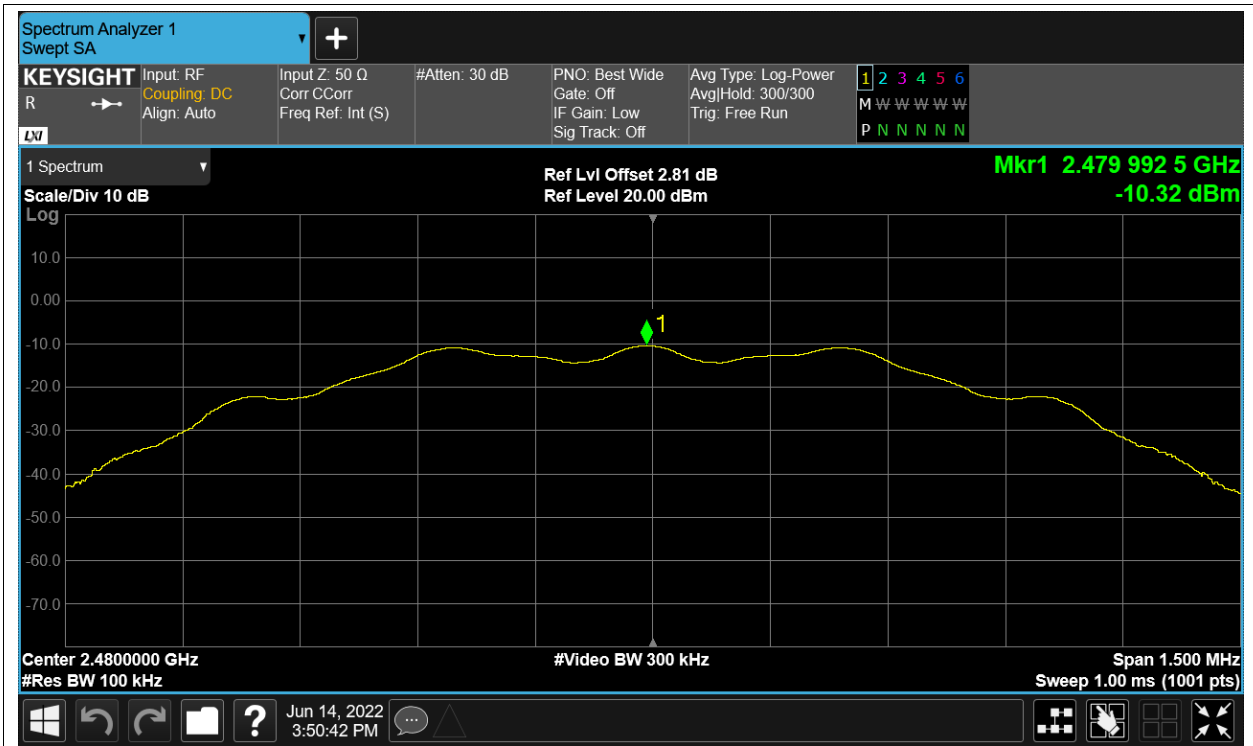 Spectrum Analyzer 1
Swept SA
KEYSIGHT
R
LXI
Input: RF
Coupling: DC
Align: Auto
Input Z: 50 Ω
Corr CCorr
Freq Ref: Int (S)
#Atten: 30 dB
PNO: Best Wide
Gate: Off
IF Gain: Low
Sig Track: Off
Avg Type: Log-Power
Avg|Hold: 300/300
Trig: Free Run
1 2 3 4 5 6
M W W W W W
P N N N N N
1 Spectrum
Scale/Div 10 dB
Log
Ref Lvl Offset 2.81 dB
Ref Level 20.00 dBm
Mkr1 2.479 992 5 GHz
-10.32 dBm
10.0
0.00
1
-10.0
-20.0
-30.0
-40.0
-50.0
-60.0
-70.0
Center 2.4800000 GHz
#Video BW 300 kHz
Span 1.500 MHz
#Res BW 100 kHz
Sweep 1.00 ms (1001 pts)
?
Jun 14, 2022
3:50:42 PM